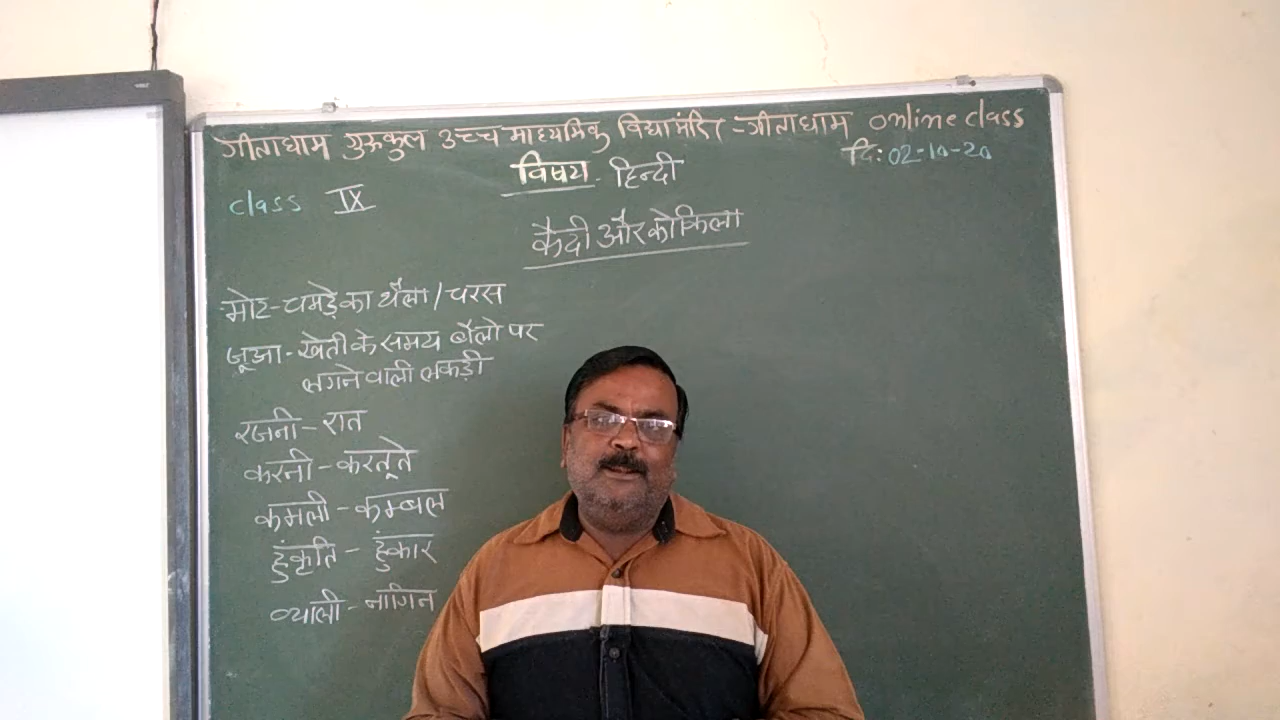 गीताधाम गुरूकुल उच्च माध्यमिक विद्यामंदिर - गीताधाम online class
दि: 02-10-20
विषय - हिन्दी
class IX
कैदी और कोकिला
मोट - चमड़े का थैला / चरस
जूआ - खेती के समय बैलो पर
लगने वाली लकड़ी
रजनी - रात
करनी - करतूते
कमली - कम्बल
हुंकृति - हुंकार
व्याली - नागिन